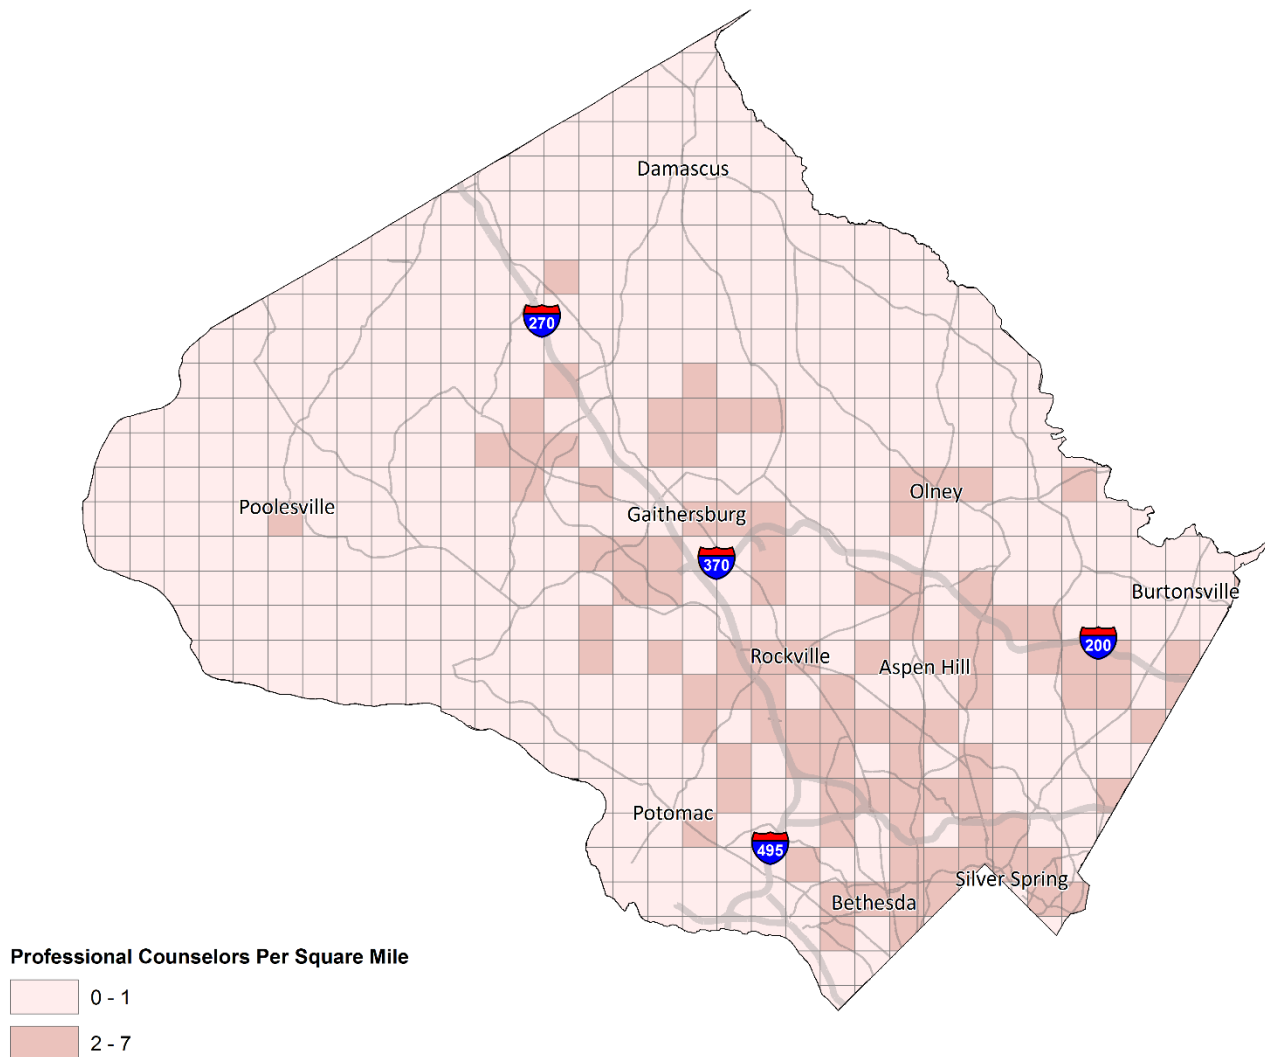 Damascus
270
Poolesville
Olney
Gaithersburg
370
Burtonsville
200
Rockville
Aspen Hill
Potomac
495
Silver Spring
Bethesda
Professional Counselors Per Square Mile
0 - 1
2 - 7